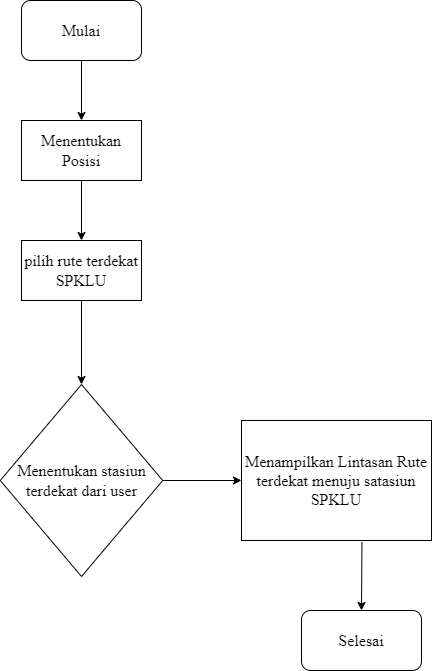 Mulai
Menentukan
Posisi
pilih rute terdekat
SPKLU
Menentukan stasiun
terdekat dari user
Menampilkan Lintasan Rute
terdekat menuju satasiun
SPKLU
Selesai